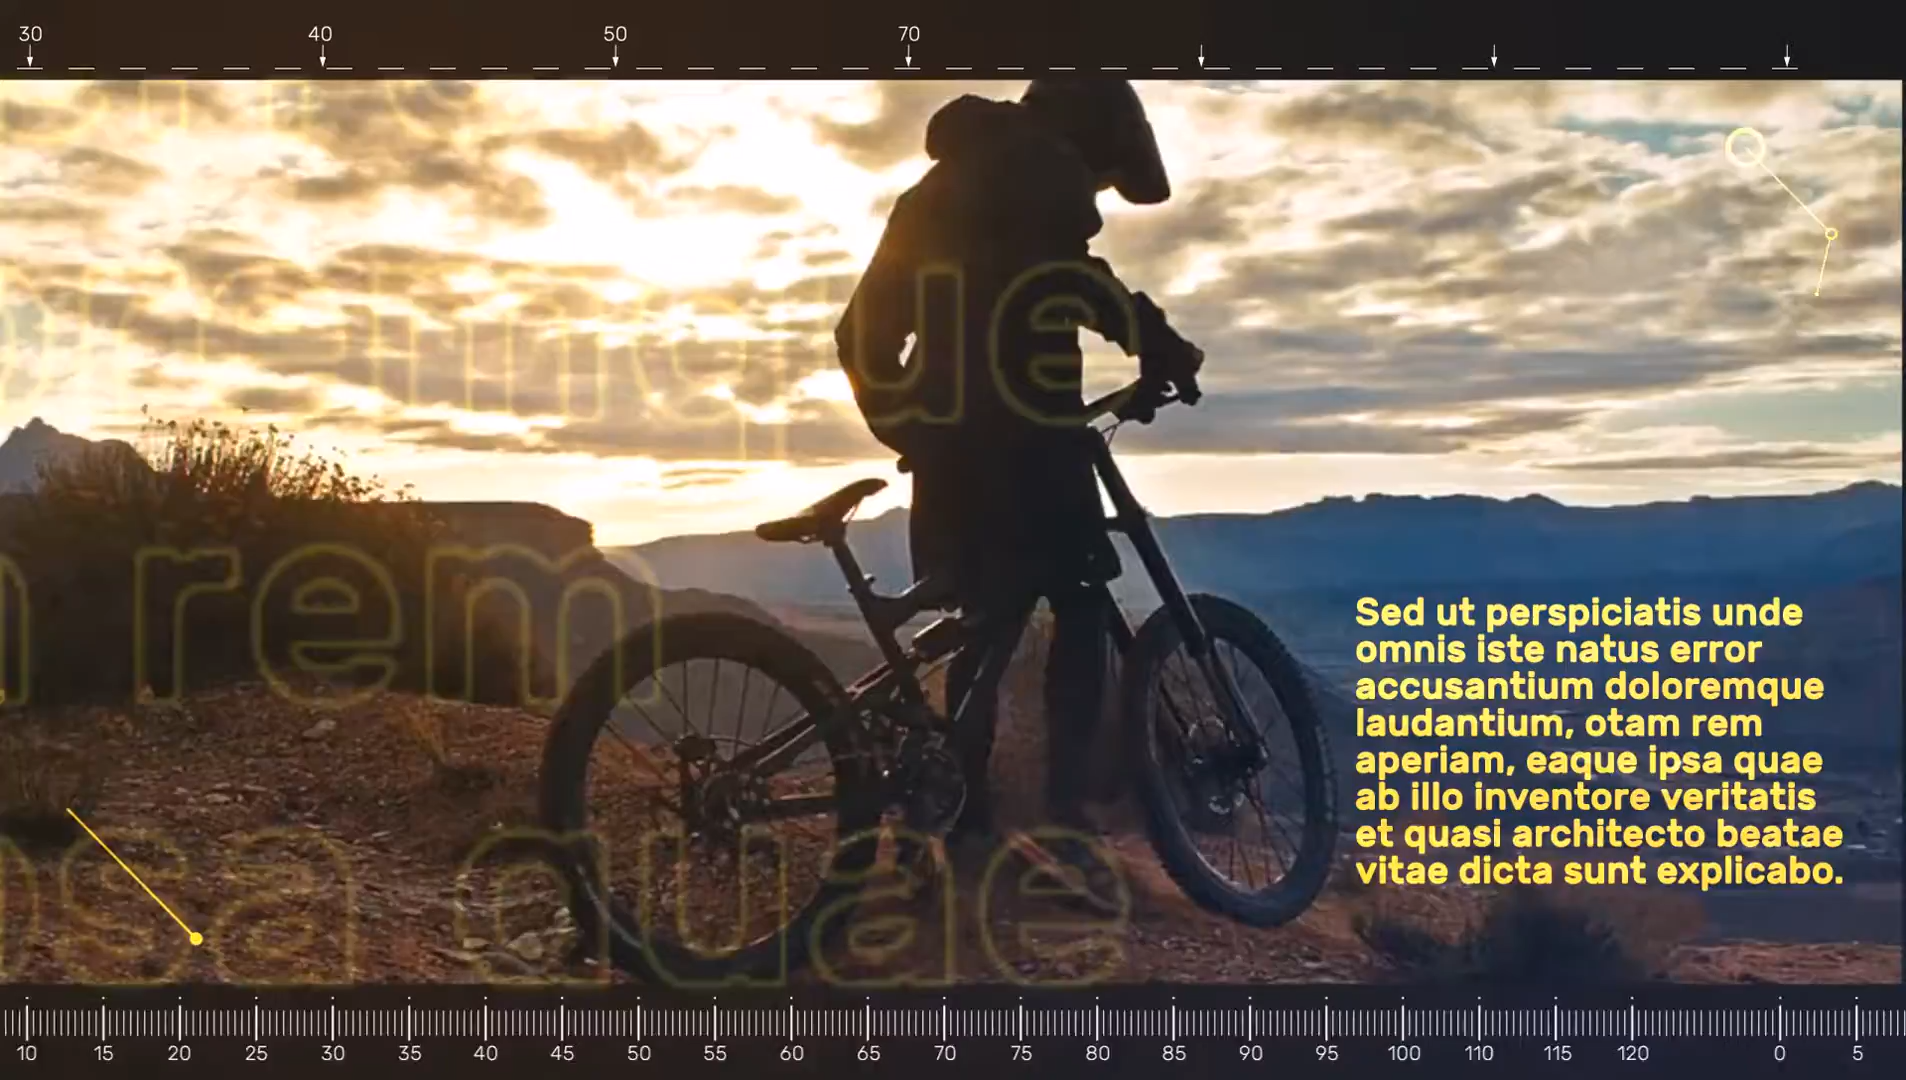 30 40 50 70
mque
rem
quae
Sed ut perspiciatis unde
omnis iste natus error
accusantium doloremque
laudantium, otam rem
aperiam, eaque ipsa quae
ab illo inventore veritatis
et quasi architecto beatae
vitae dicta sunt explicabo.
10 15 20 25 30 35 40 45 50 55 60 65 70 75 80 85 90 95 100 105 110 115 120 0 5